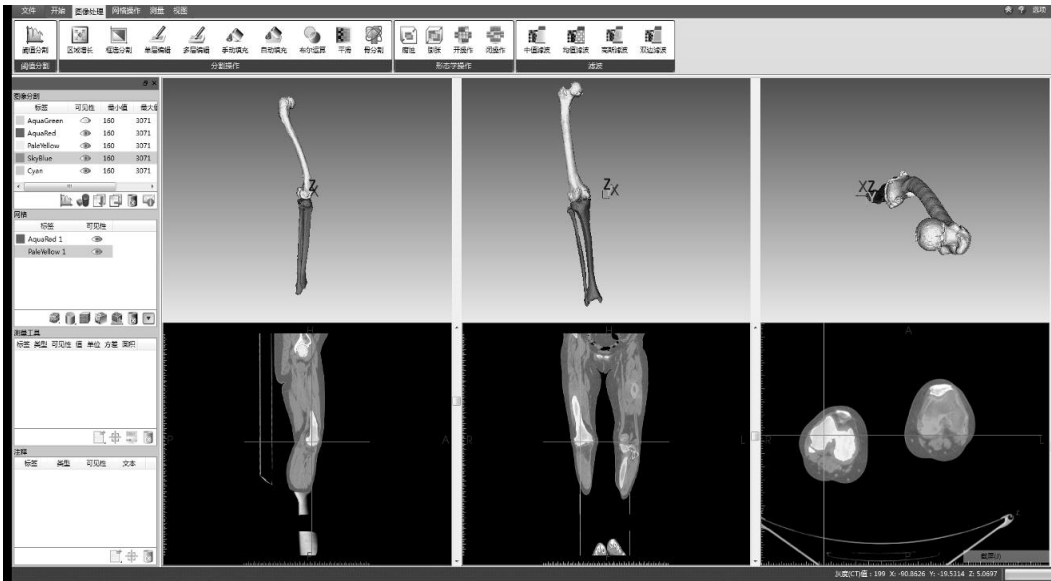 文件 开始 图像处理 网格操作 测量 视图 选项
阈值分割 区域增长 框选分割 单层编辑 多层编辑 手动填充 自动填充 布尔运算 平滑 骨分割 腐蚀 膨胀 开操作 闭操作 中值滤波 均值滤波 高斯滤波 双边滤波
阈值分割 分割操作 形态学操作 滤波
图像分割
标签 可见性 最小值 最大值
AquaGreen 160 3071
AquaRed 160 3071
PaleYellow 160 3071
SkyBlue 160 3071
Cyan 160 3071
网格
标签 可见性
AquaRed 1
PaleYellow 1
测量工具
标签 类型 可见性 值 单位 方差 面积
注释
标签 类型 可见性 文本
Z X
Z X
X Z
H H A
P A R L R L
截屏(J)
灰度(CT)值：199 X: -90.8626 Y: -19.5314 Z: 5.0697